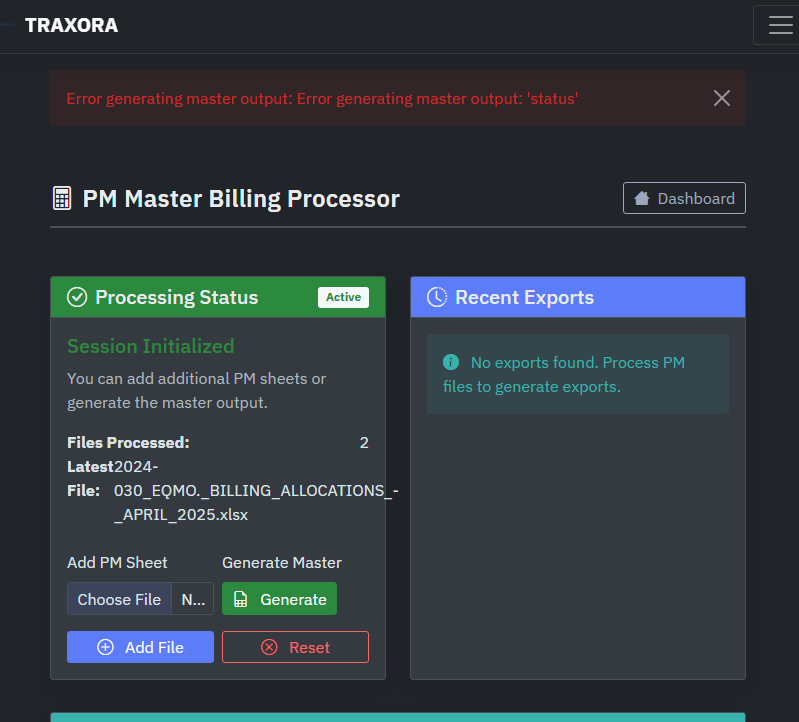 TRAXORA
Error generating master output: Error generating master output: 'status'
PM Master Billing Processor
Dashboard
Processing Status
Active
Session Initialized
You can add additional PM sheets or
generate the master output.
Files Processed: 2
Latest 2024-
File: 030_EQMO._BILLING_ALLOCATIONS_-
_APRIL_2025.xlsx
Add PM Sheet
Choose File N...
Add File
Generate Master
Generate
Reset
Recent Exports
No exports found. Process PM
files to generate exports.